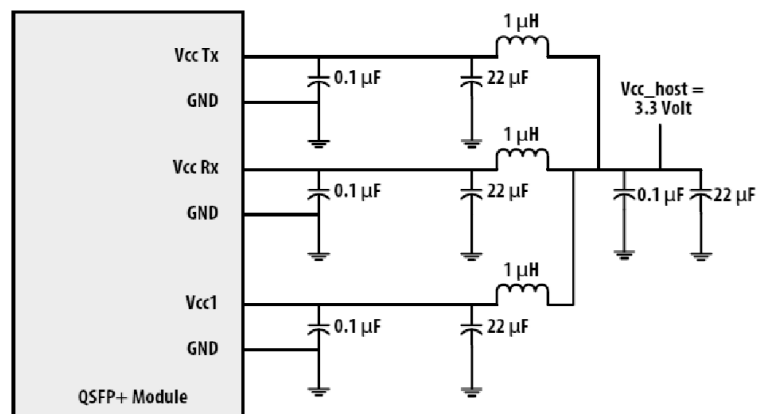 1 µH
Vcc Tx
0.1 µF
22 µF
GND
Vcc_host =
3.3 Volt
1 µH
Vcc Rx
0.1 µF
22 µF
0.1 µF
22 µF
GND
1 µH
Vcc1
0.1 µF
22 µF
GND
QSFP+ Module